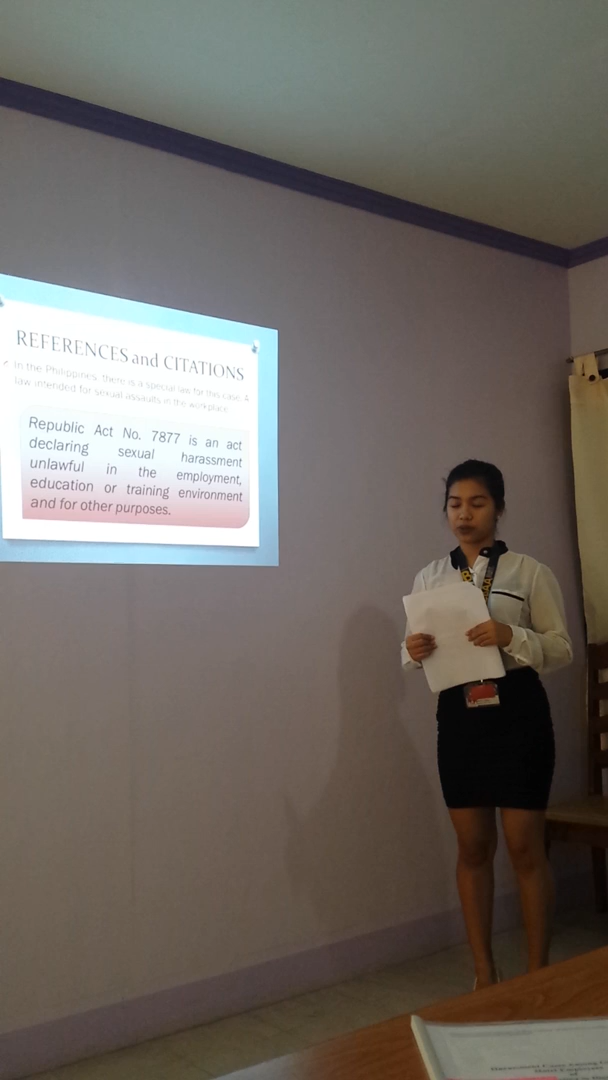 REFERENCES and CITATIONS
In the Philippines, there is a special law for this case. A
law intended for sexual assaults in the workplace
Republic Act No. 7877 is an act
declaring sexual harassment
unlawful in the employment,
education or training environment
and for other purposes.